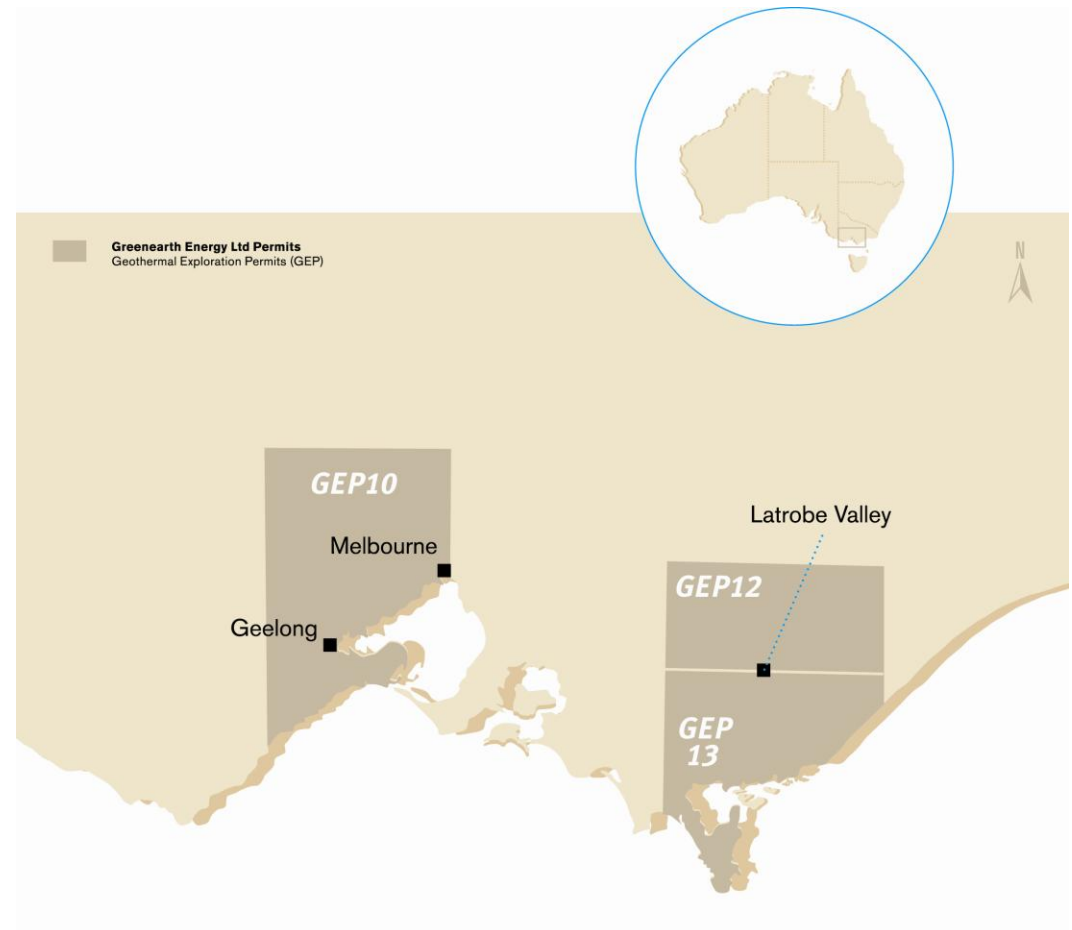 Greenearth Energy Ltd Permits
Geothermal Exploration Permits (GEP)
N
GEP10
Melbourne
Geelong
Latrobe Valley
GEP12
GEP
13